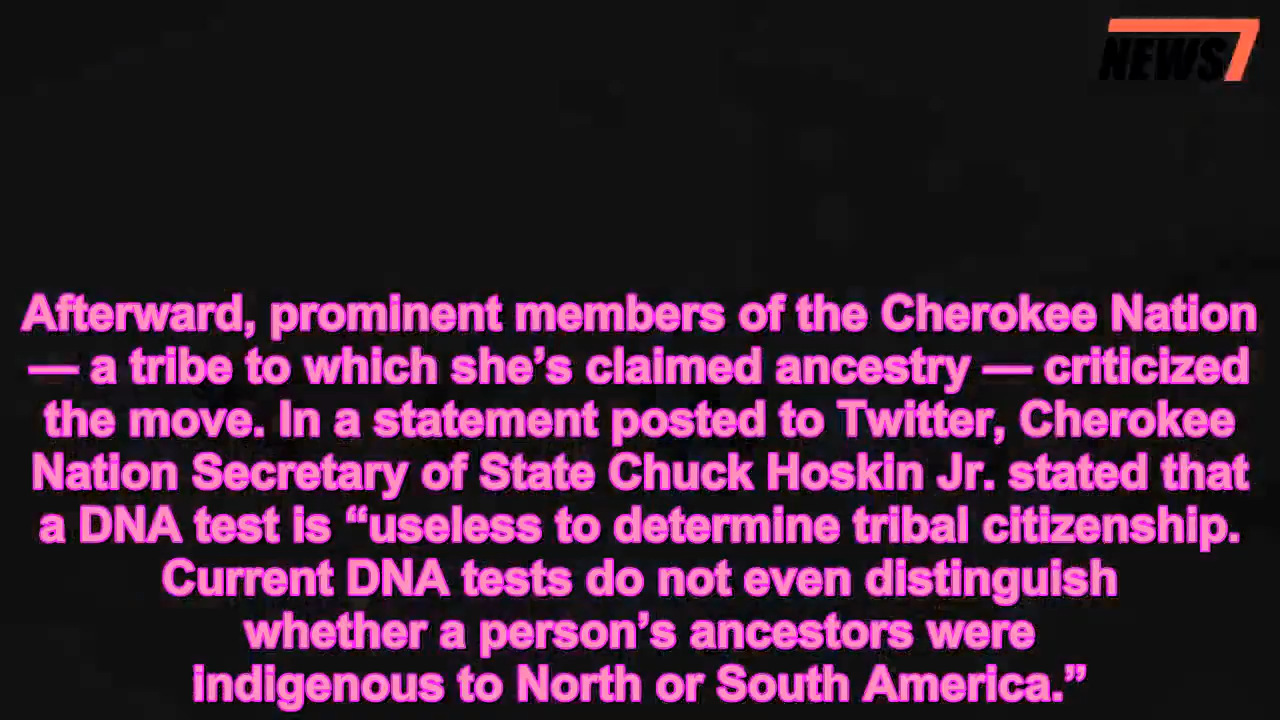 NEWS7
Afterward, prominent members of the Cherokee Nation
— a tribe to which she’s claimed ancestry — criticized
the move. In a statement posted to Twitter, Cherokee
Nation Secretary of State Chuck Hoskin Jr. stated that
a DNA test is “useless to determine tribal citizenship.
Current DNA tests do not even distinguish
whether a person’s ancestors were
indigenous to North or South America.”